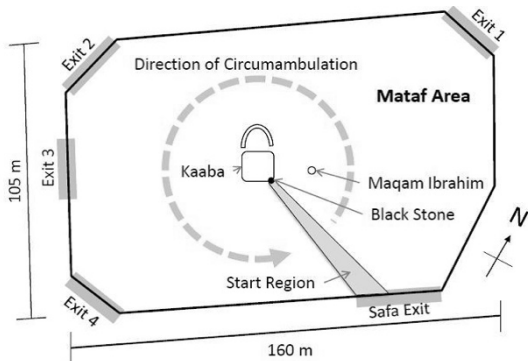 Exit 2
Exit 1
Direction of Circumambulation
Mataf Area
105 m
Exit 3
Kaaba
Maqam Ibrahim
Black Stone
N
Start Region
Exit 4
Safa Exit
160 m